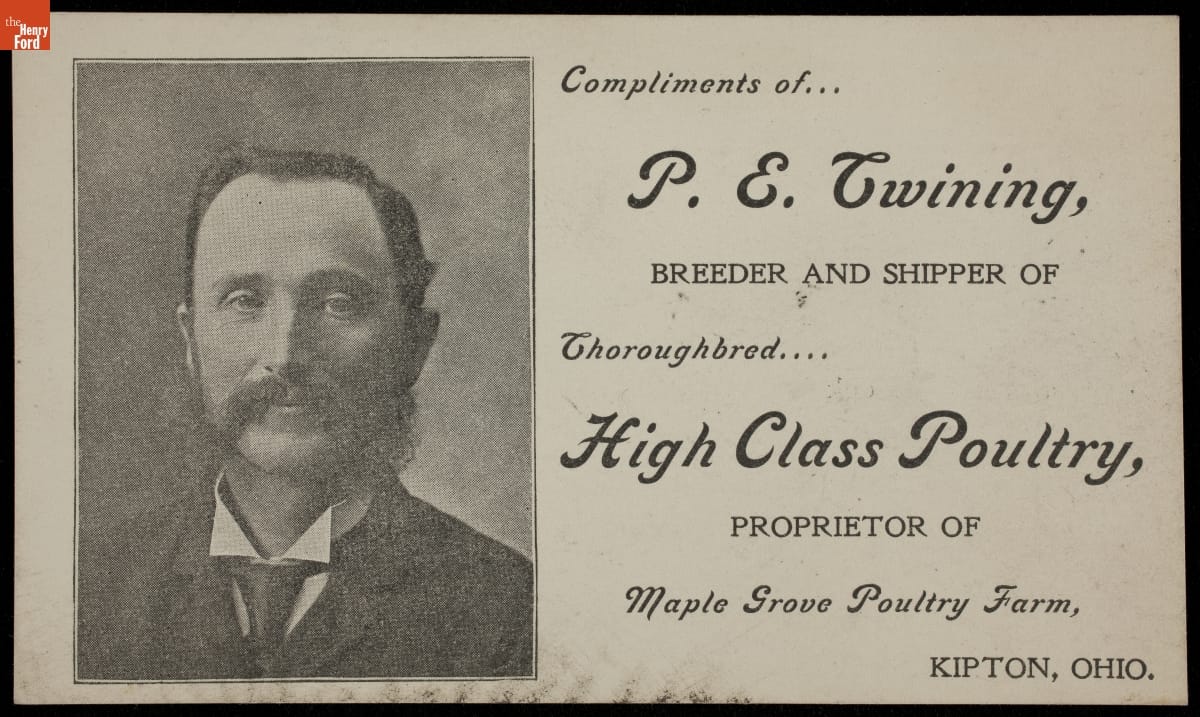 the
Henry
Ford
Compliments of...
P. E. Twining,
BREEDER AND SHIPPER OF
Thoroughbred....
High Class Poultry,
PROPRIETOR OF
Maple Grove Poultry Farm,
KIPTON, OHIO.